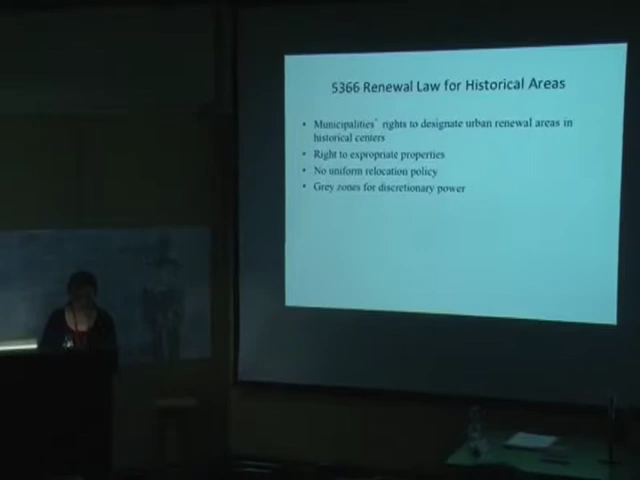 5366 Renewal Law for Historical Areas
• Municipalities' rights to designate urban renewal areas in
historical centers
• Right to expropriate properties
• No uniform relocation policy
• Grey zones for discretionary power